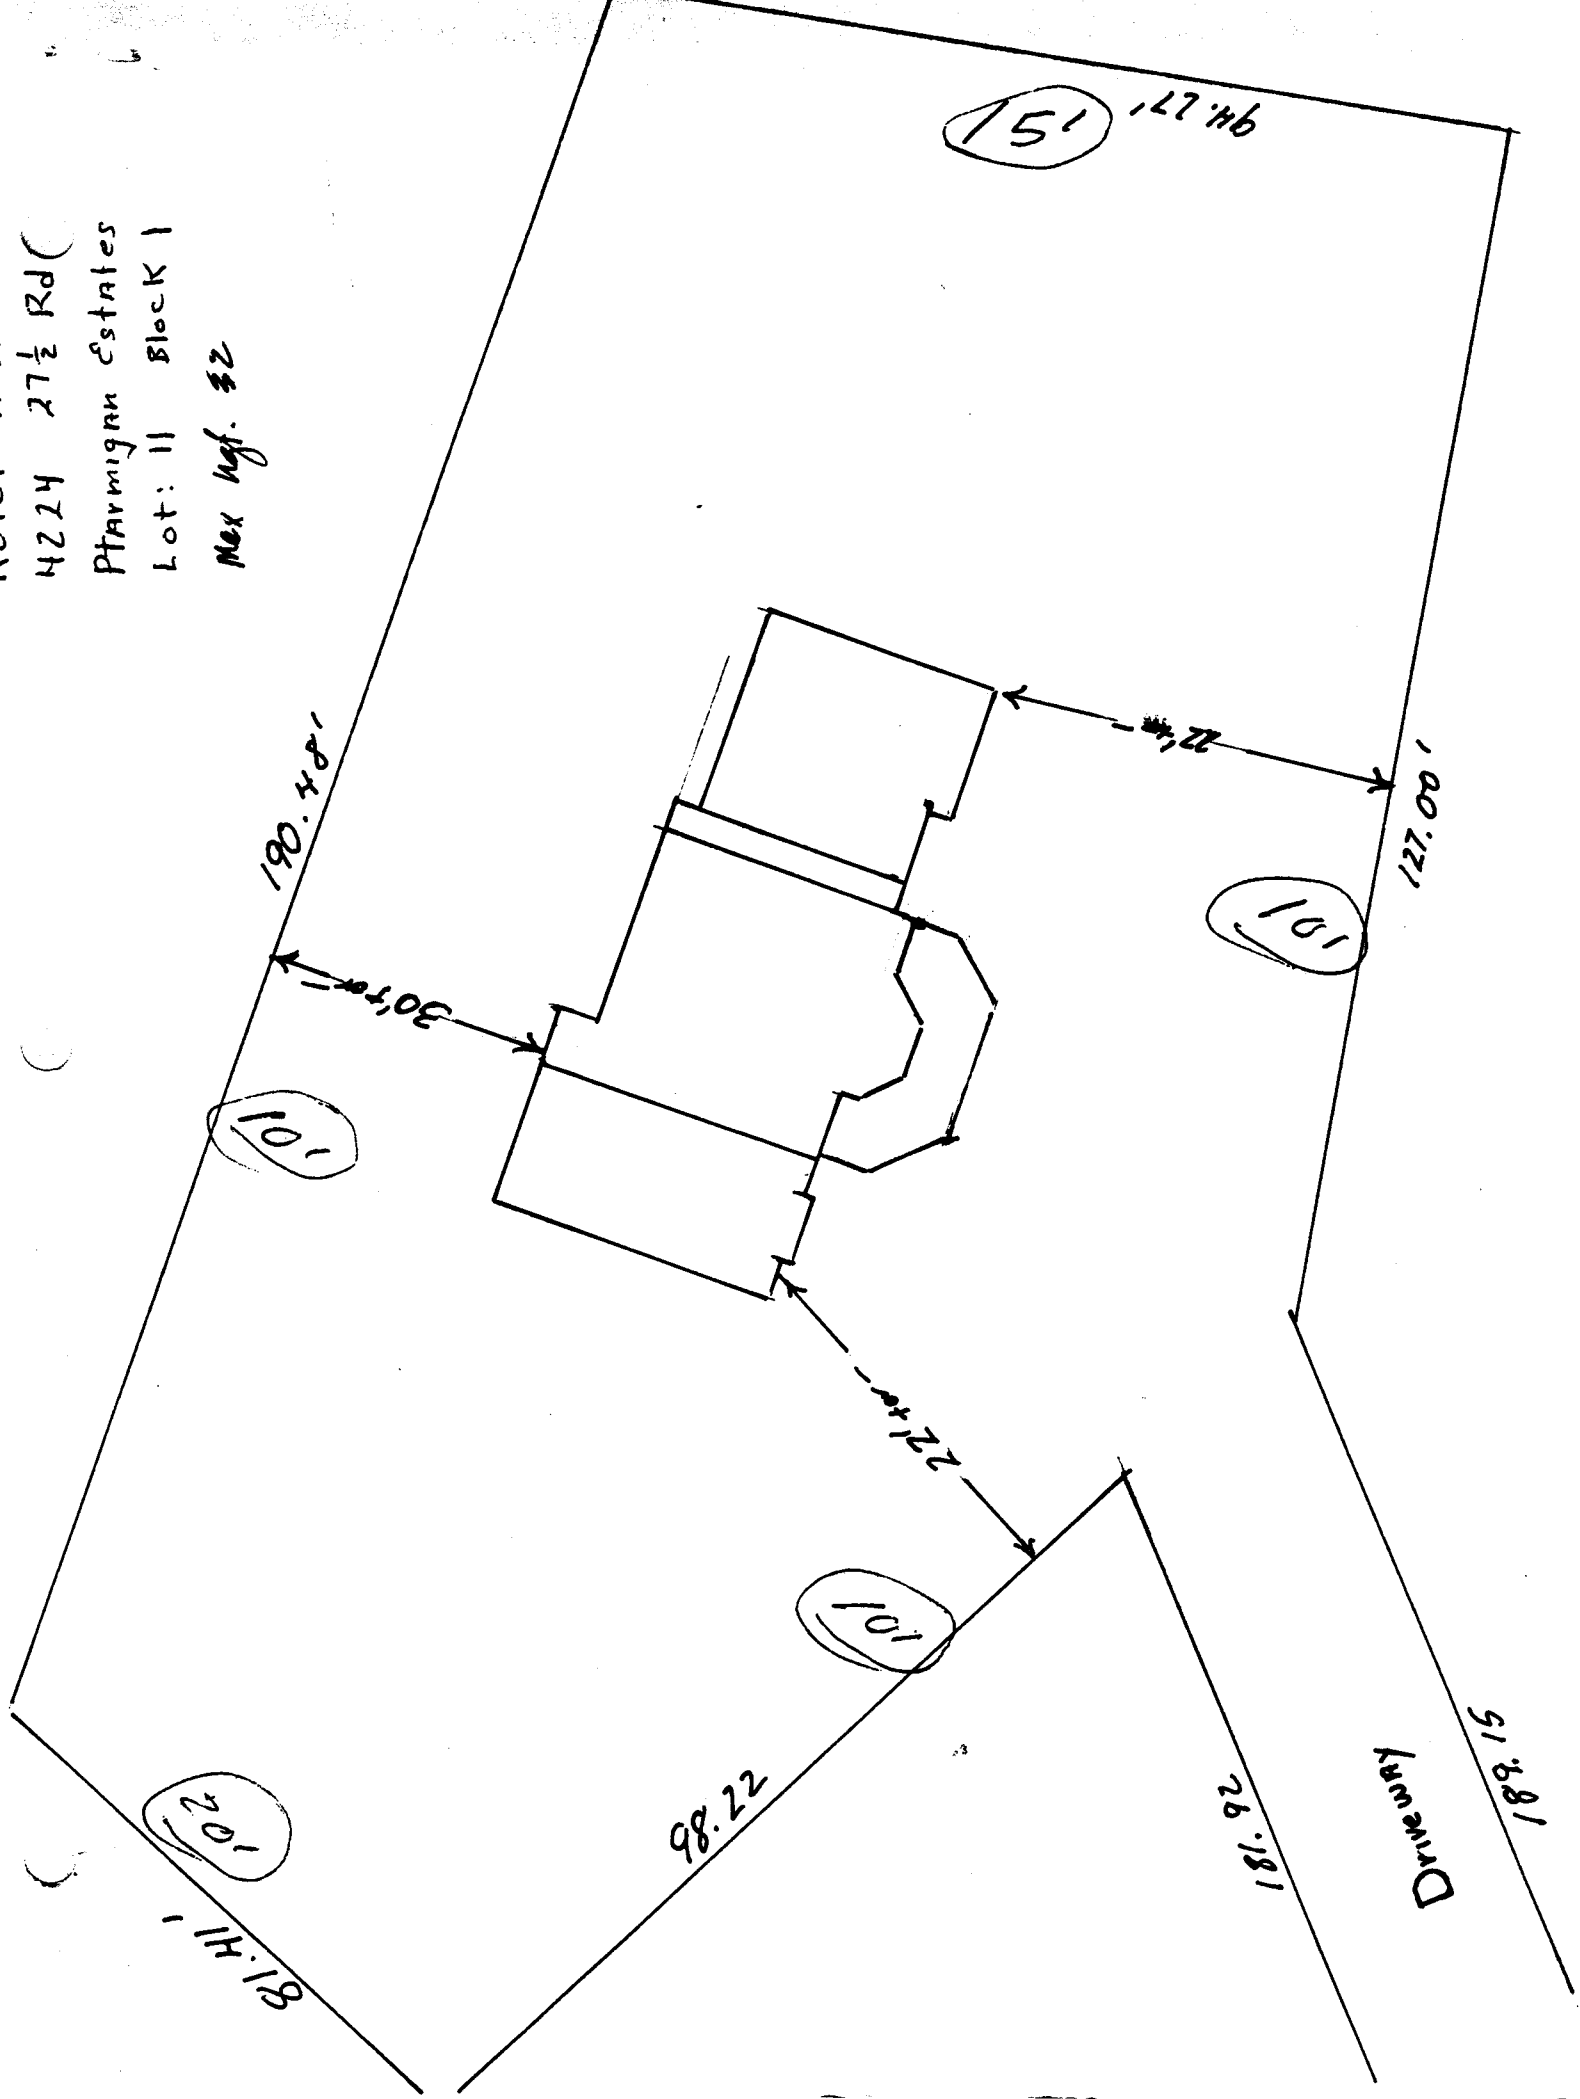 4224 27½ Rd
Ptarmigan Estates
Lot: 11 Block 1
Max hgt. 32
15'
94.27'
190.48'
30'
22'
127.00'
10'
10'
22'
10'
98.22
81.41'
181.92
Driveway
189.15